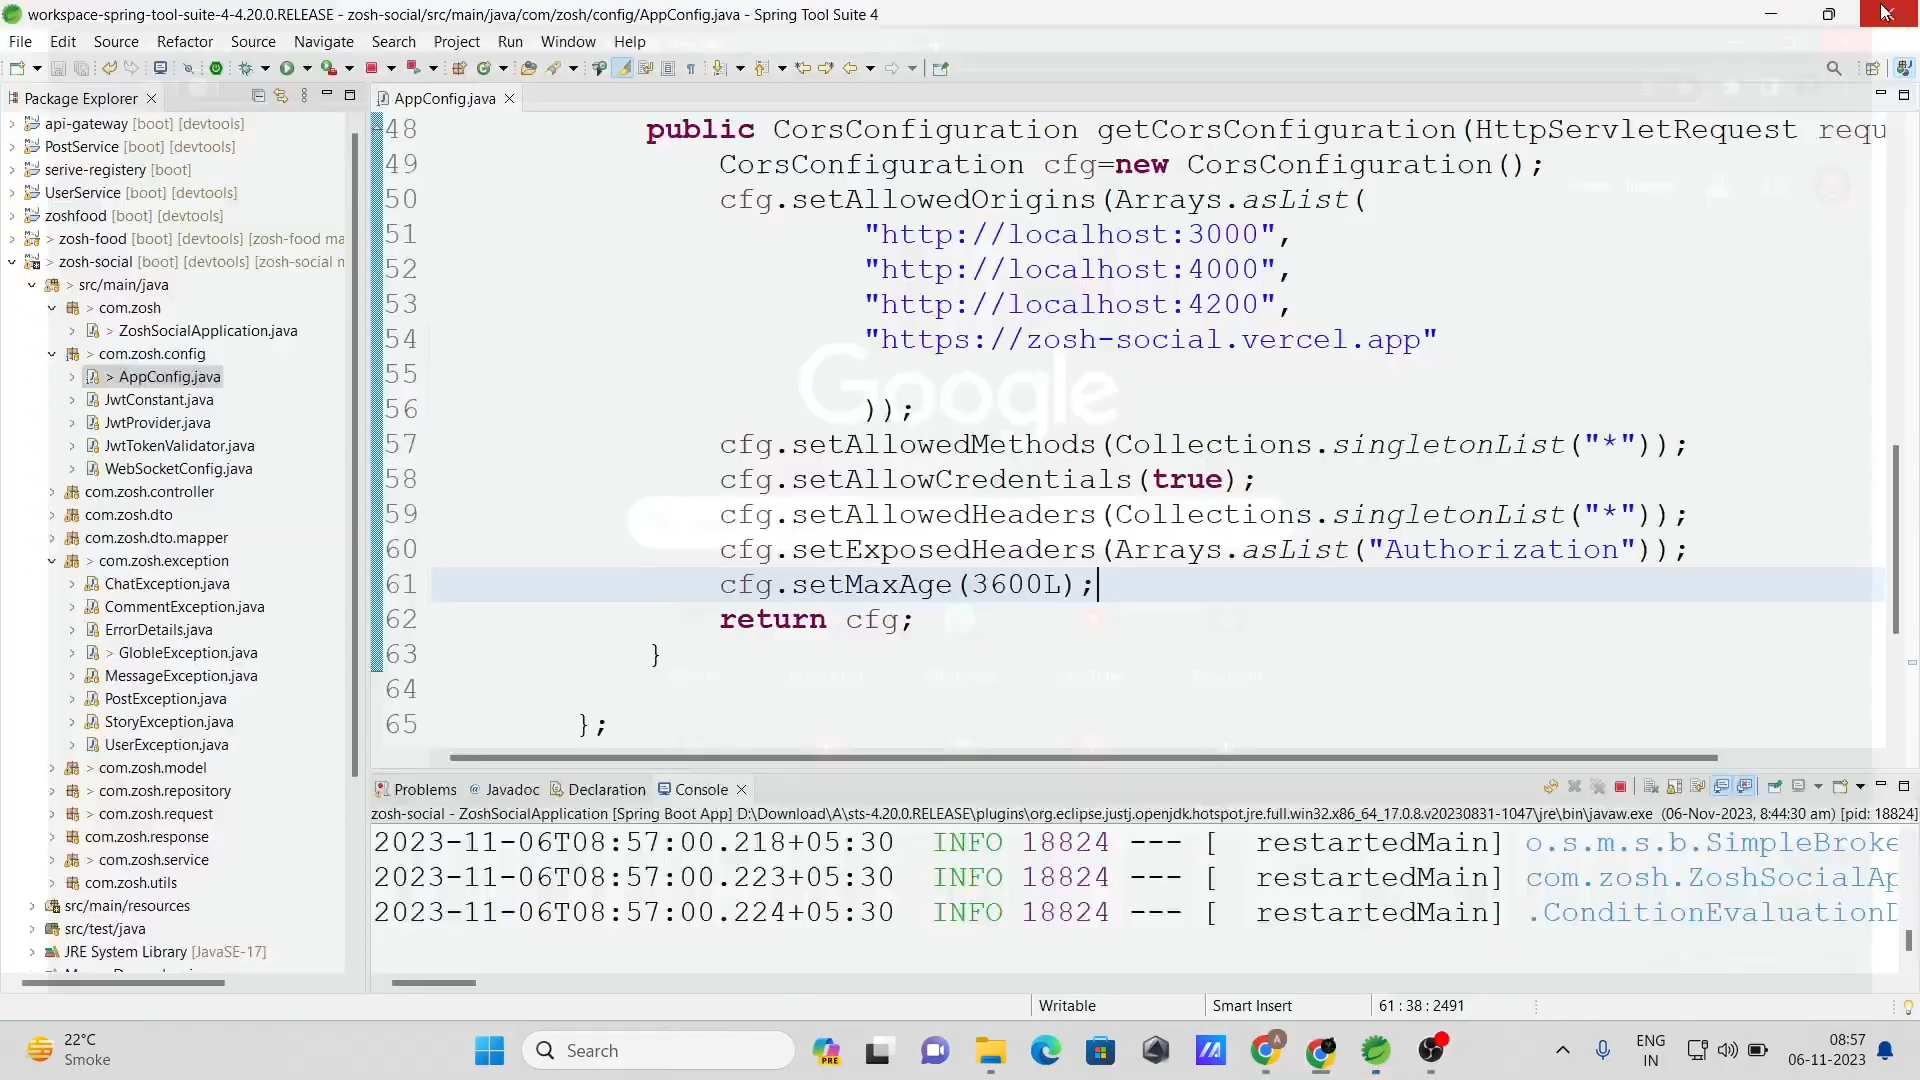 workspace-spring-tool-suite-4-4.20.0.RELEASE - zosh-social/src/main/java/com/zosh/config/AppConfig.java - Spring Tool Suite 4
File Edit Source Refactor Source Navigate Search Project Run Window Help
Package Explorer
AppConfig.java
api-gateway [boot] [devtools]
PostService [boot] [devtools]
serive-registery [boot]
UserService [boot] [devtools]
zoshfood [boot] [devtools]
> zosh-food [boot] [devtools] [zosh-food ma
> zosh-social [boot] [devtools] [zosh-social m
> src/main/java
> com.zosh
> ZoshSocialApplication.java
> com.zosh.config
> AppConfig.java
JwtConstant.java
JwtProvider.java
JwtTokenValidator.java
WebSocketConfig.java
com.zosh.controller
com.zosh.dto
com.zosh.dto.mapper
> com.zosh.exception
ChatException.java
CommentException.java
ErrorDetails.java
> GlobleException.java
MessageException.java
PostException.java
StoryException.java
UserException.java
> com.zosh.model
> com.zosh.repository
> com.zosh.request
com.zosh.response
> com.zosh.service
com.zosh.utils
src/main/resources
src/test/java
JRE System Library [JavaSE-17]
48 public CorsConfiguration getCorsConfiguration(HttpServletRequest requ
49 CorsConfiguration cfg=new CorsConfiguration();
50 cfg.setAllowedOrigins(Arrays.asList(
51 "http://localhost:3000",
52 "http://localhost:4000",
53 "http://localhost:4200",
54 "https://zosh-social.vercel.app"
55
Google
56 ));
57 cfg.setAllowedMethods(Collections.singletonList("*"));
58 cfg.setAllowCredentials(true);
59 cfg.setAllowedHeaders(Collections.singletonList("*"));
60 cfg.setExposedHeaders(Arrays.asList("Authorization"));
61 cfg.setMaxAge(3600L);
62 return cfg;
63 }
64
65 };
Problems @ Javadoc Declaration Console
zosh-social - ZoshSocialApplication [Spring Boot App] D:\Download\A\sts-4.20.0.RELEASE\plugins\org.eclipse.justj.openjdk.hotspot.jre.full.win32.x86_64_17.0.8.v20230831-1047\jre\bin\javaw.exe (06-Nov-2023, 8:44:30 am) [pid: 18824]
2023-11-06T08:57:00.218+05:30 INFO 18824 --- [ restartedMain] o.s.m.s.b.SimpleBroke
2023-11-06T08:57:00.223+05:30 INFO 18824 --- [ restartedMain] com.zosh.ZoshSocialAp
2023-11-06T08:57:00.224+05:30 INFO 18824 --- [ restartedMain] .ConditionEvaluationD
Writable Smart Insert 61 : 38 : 2491
22°C
Smoke
Search
PRE
ENG
IN
08:57
06-11-2023